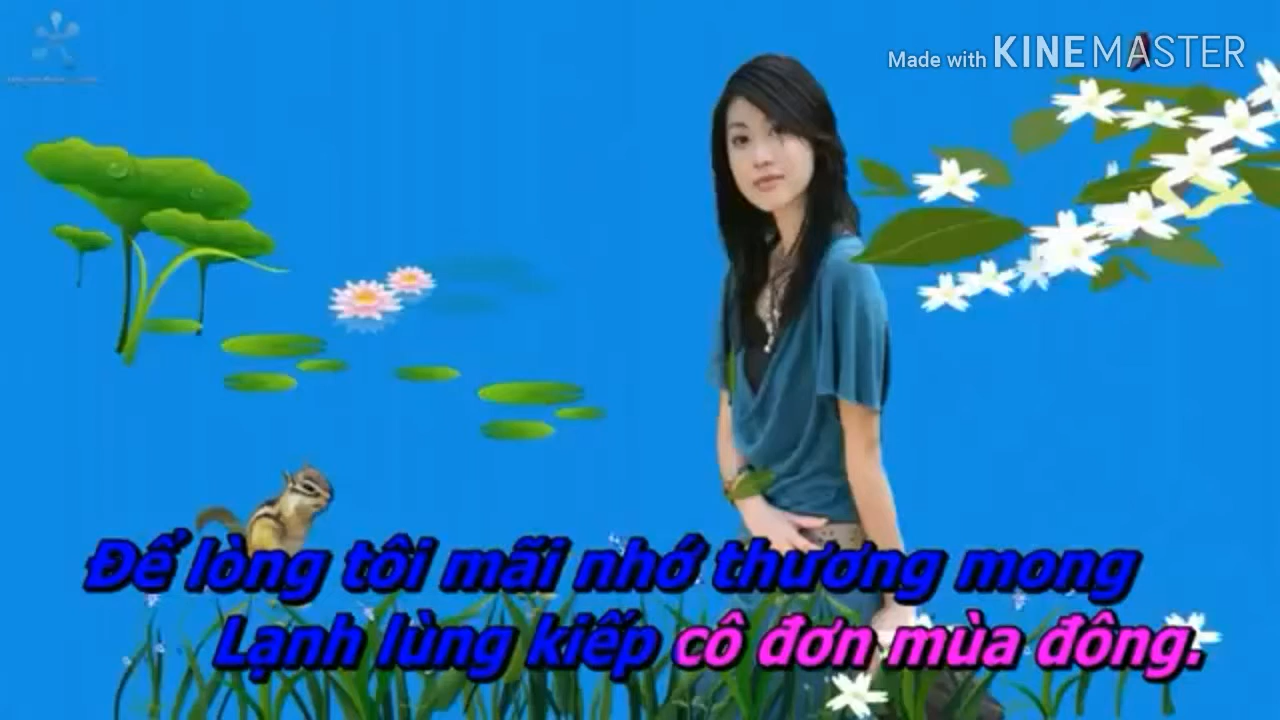 Made with KINEMASTER
Để lòng tôi mãi nhớ thương mong
Lạnh lùng kiếp cô đơn mùa đông.